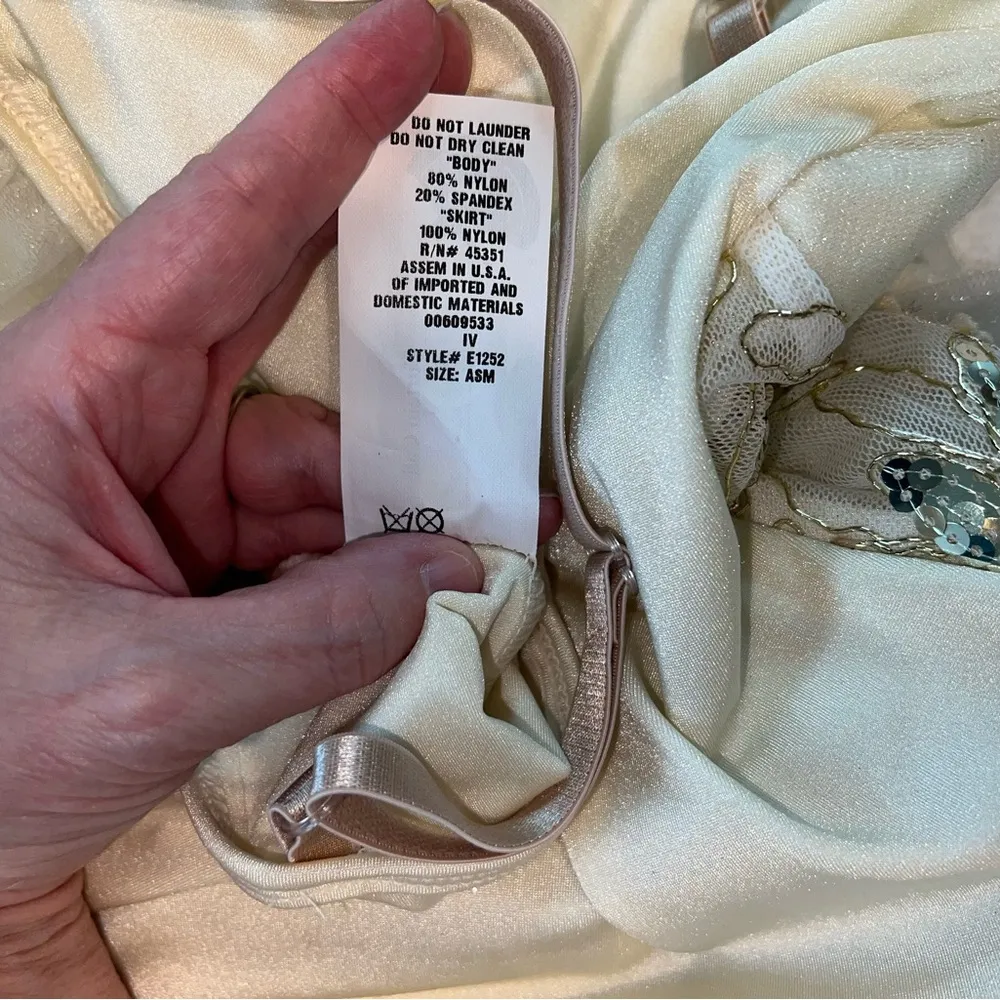 DO NOT LAUNDER
DO NOT DRY CLEAN
"BODY"
80% NYLON
20% SPANDEX
"SKIRT"
100% NYLON
R/N# 45351
ASSEM IN U.S.A.
OF IMPORTED AND
DOMESTIC MATERIALS
00609533
IV
STYLE# E1252
SIZE: ASM